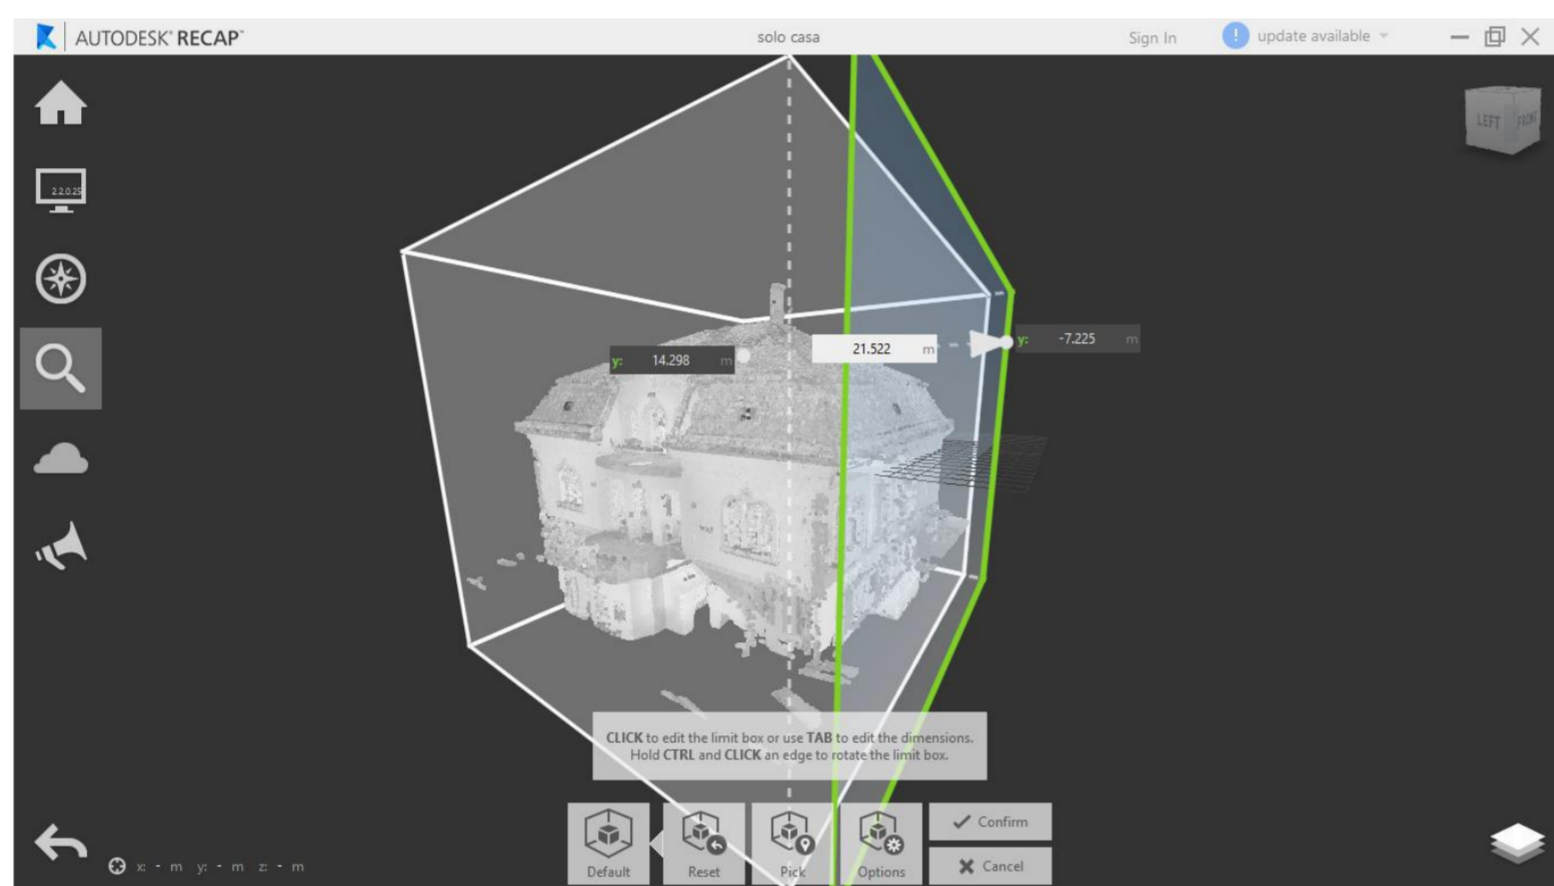 AUTODESK® RECAP™
solo casa
Sign In
! update available
LEFT FRONT
2.2.0.25
y: 14.298 m
21.522 m
y: -7.225 m
CLICK to edit the limit box or use TAB to edit the dimensions.
Hold CTRL and CLICK an edge to rotate the limit box.
Default
Reset
Pick
Options
Confirm
Cancel
x: - m y: - m z: - m